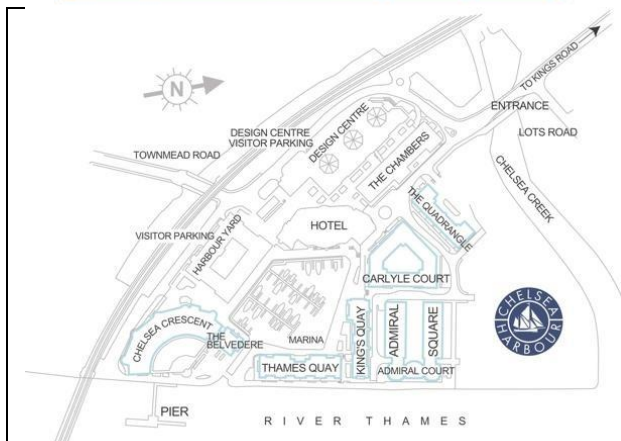 TO KINGS ROAD
N
ENTRANCE
DESIGN CENTRE
VISITOR PARKING
DESIGN CENTRE
LOTS ROAD
TOWNMEAD ROAD
THE CHAMBERS
CHELSEA CREEK
THE QUADRANGLE
HOTEL
VISITOR PARKING
HARBOUR YARD
CARLYLE COURT
CHELSEA
HARBOUR
CHELSEA CRESCENT
THE
BELVEDERE
MARINA
KING'S QUAY
ADMIRAL
SQUARE
THAMES QUAY
ADMIRAL COURT
PIER
RIVER THAMES